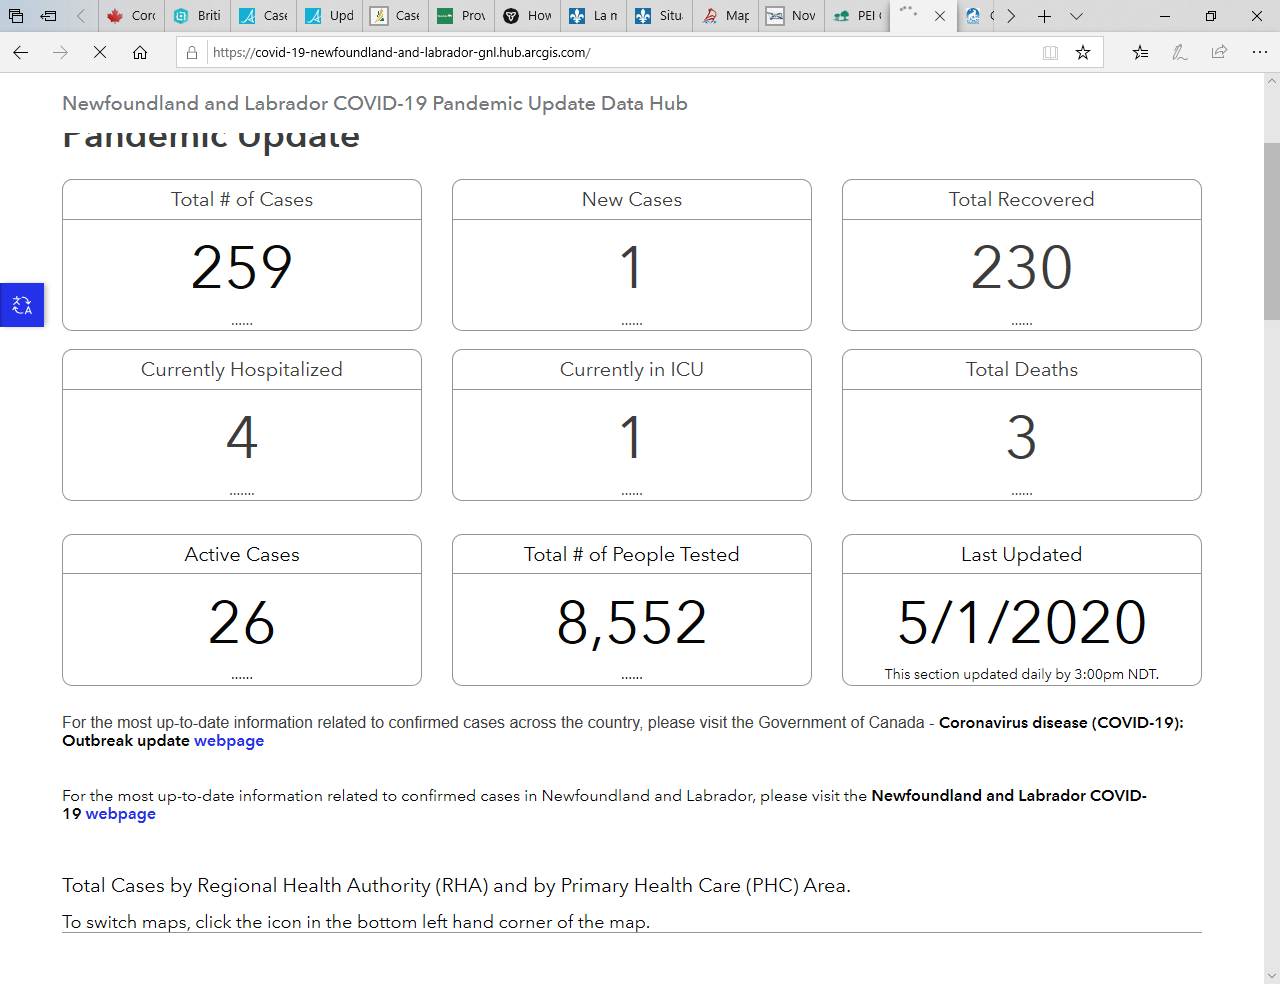 Cord
Briti
Case
Upd
Case
Prov
How
La n
Situ
Map
Nov
PEI
https://covid-19-newfoundland-and-labrador-gnl.hub.arcgis.com/
Newfoundland and Labrador COVID-19 Pandemic Update Data Hub
Pandemic Update
Total # of Cases
259
......
New Cases
1
......
Total Recovered
230
......
Currently Hospitalized
4
.......
Currently in ICU
1
......
Total Deaths
3
......
Active Cases
26
......
Total # of People Tested
8,552
......
Last Updated
5/1/2020
This section updated daily by 3:00pm NDT.
For the most up-to-date information related to confirmed cases across the country, please visit the Government of Canada - Coronavirus disease (COVID-19):
Outbreak update webpage
For the most up-to-date information related to confirmed cases in Newfoundland and Labrador, please visit the Newfoundland and Labrador COVID-
19 webpage
Total Cases by Regional Health Authority (RHA) and by Primary Health Care (PHC) Area.
To switch maps, click the icon in the bottom left hand corner of the map.